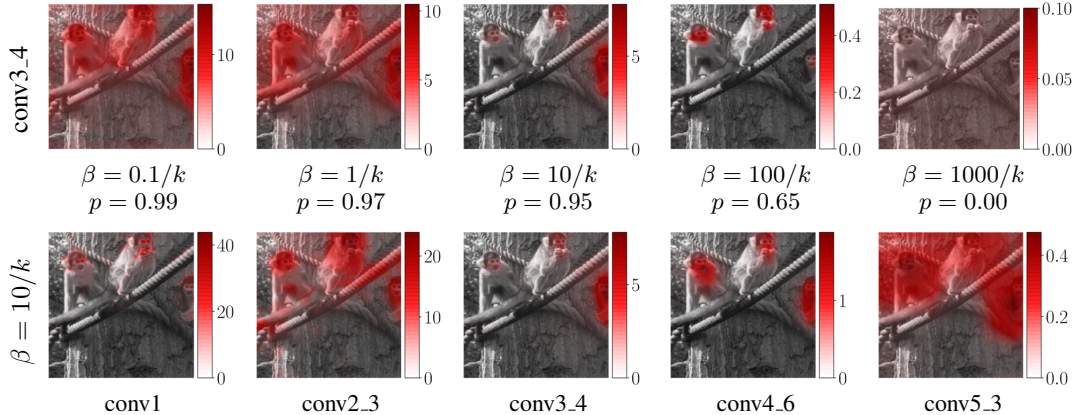 conv3_4
10
0
10
5
0
5
0
0.4
0.2
0.0
0.10
0.05
0.00
β = 0.1/k
p = 0.99
β = 1/k
p = 0.97
β = 10/k
p = 0.95
β = 100/k
p = 0.65
β = 1000/k
p = 0.00
β = 10/k
40
20
0
20
10
0
5
0
1
0
0.4
0.2
0.0
conv1
conv2_3
conv3_4
conv4_6
conv5_3